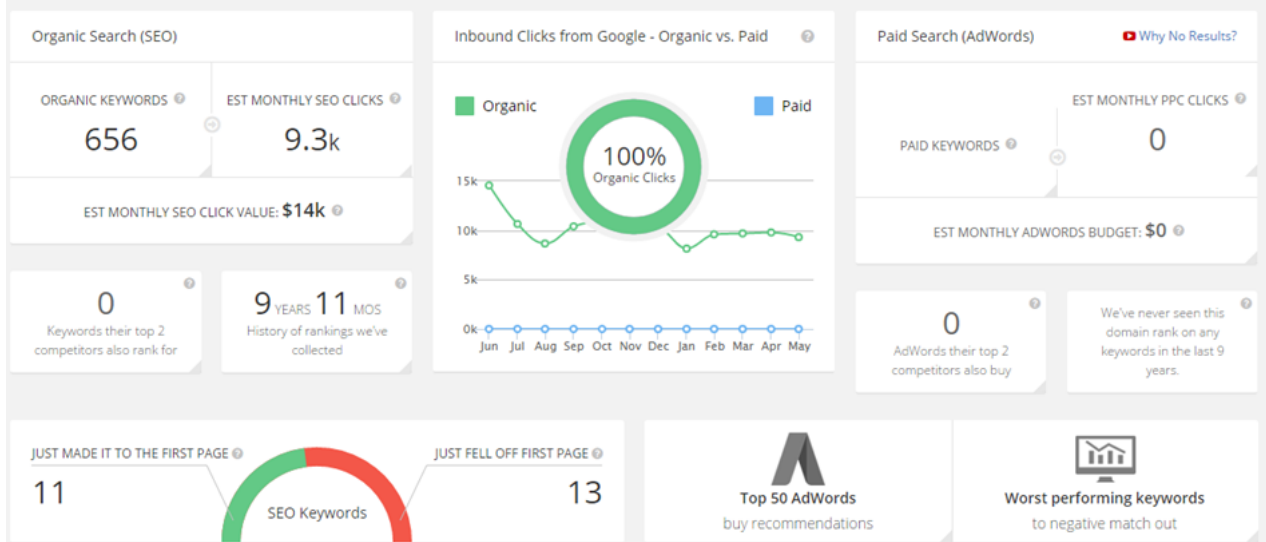 Organic Search (SEO)
ORGANIC KEYWORDS
656
EST MONTHLY SEO CLICKS
9.3k
EST MONTHLY SEO CLICK VALUE: $14k
0
Keywords their top 2
competitors also rank for
9 YEARS 11 MOS
History of rankings we've
collected
Inbound Clicks from Google - Organic vs. Paid
Organic
Paid
100%
Organic Clicks
15k
10k
5k
0k
Jun Jul Aug Sep Oct Nov Dec Jan Feb Mar Apr May
Paid Search (AdWords)
Why No Results?
PAID KEYWORDS
EST MONTHLY PPC CLICKS
0
EST MONTHLY ADWORDS BUDGET: $0
0
AdWords their top 2
competitors also buy
We've never seen this
domain rank on any
keywords in the last 9
years.
JUST MADE IT TO THE FIRST PAGE
11
SEO Keywords
JUST FELL OFF FIRST PAGE
13
Top 50 AdWords
buy recommendations
Worst performing keywords
to negative match out